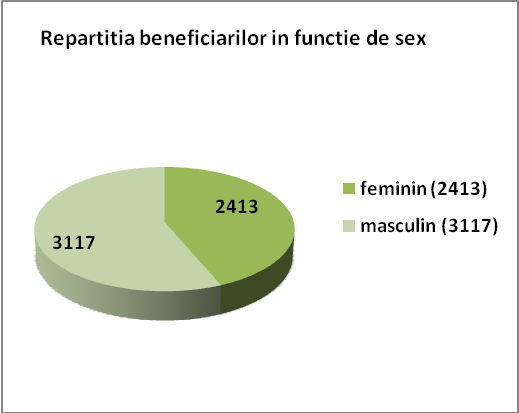 Repartitia beneficiarilor in functie de sex
2413
3117
feminin (2413)
masculin (3117)